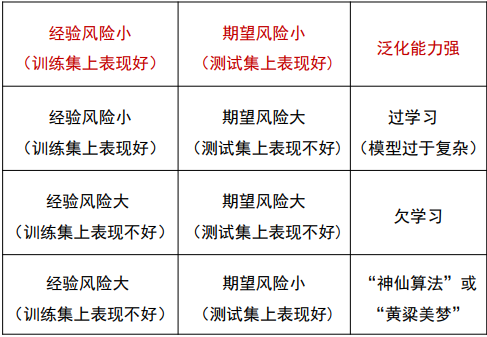 经验风险小
（训练集上表现好）
期望风险小
（测试集上表现好）
泛化能力强
经验风险小
（训练集上表现好）
期望风险大
（测试集上表现不好）
过学习
（模型过于复杂）
经验风险大
（训练集上表现不好）
期望风险大
（测试集上表现不好）
欠学习
经验风险大
（训练集上表现不好）
期望风险小
（测试集上表现好）
“神仙算法”或
“黄粱美梦”